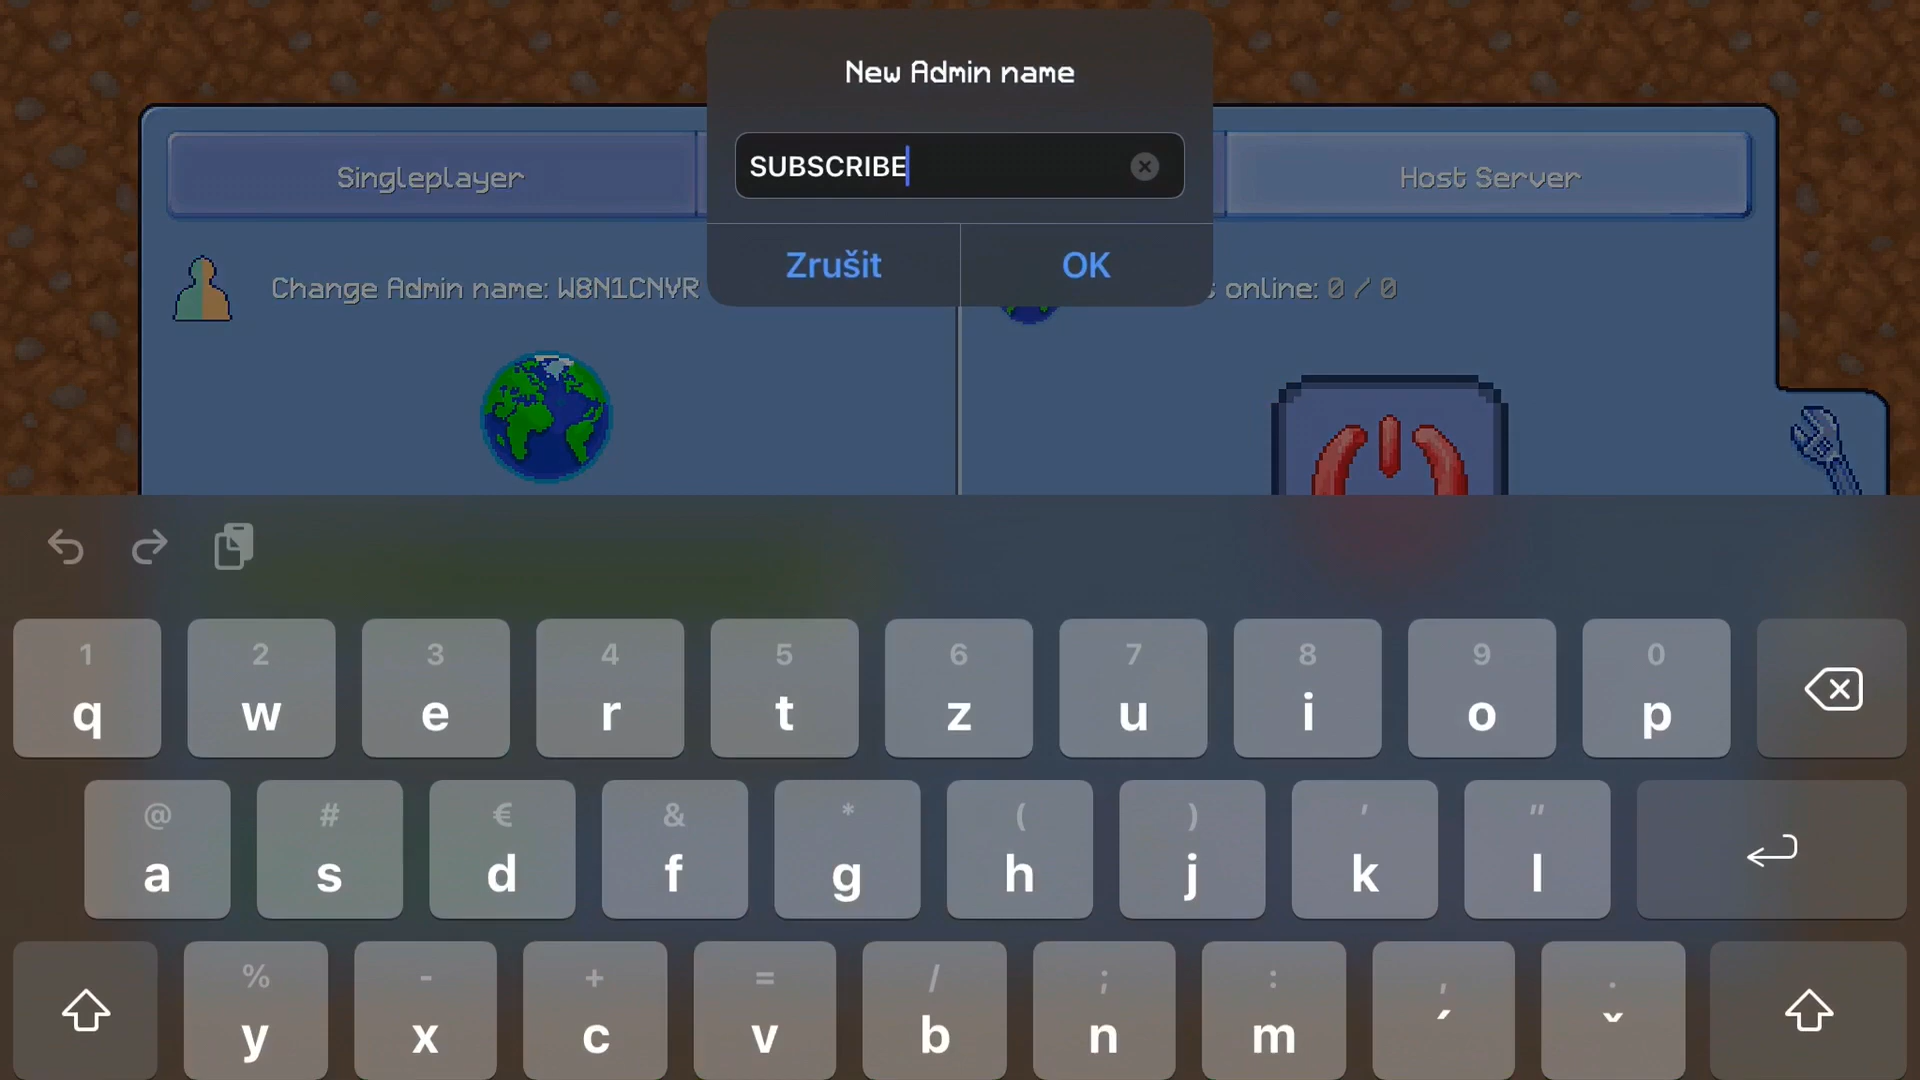 New Admin name
SUBSCRIBE
Zrušit OK
Singleplayer Host Server
Change Admin name: W8N1CNYR
s online: 0 / 0
1 2 3 4 5 6 7 8 9 0
q w e r t z u i o p
@ # € & * ( ) ' "
a s d f g h j k l
% - + = / ; : , .
y x c v b n m ´ ˇ